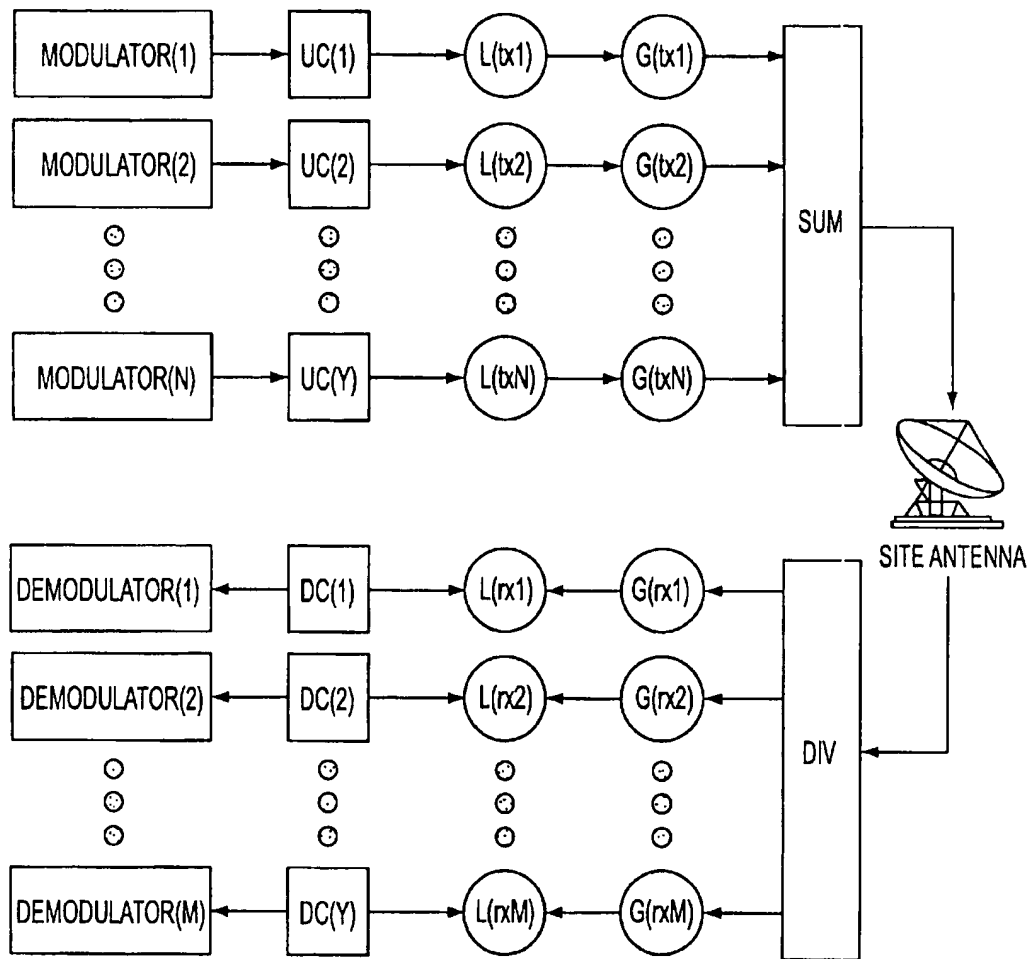 MODULATOR(1) UC(1) L(tx1) G(tx1)
MODULATOR(2) UC(2) L(tx2) G(tx2)
SUM
MODULATOR(N) UC(Y) L(txN) G(txN)
SITE ANTENNA
DEMODULATOR(1) DC(1) L(rx1) G(rx1)
DEMODULATOR(2) DC(2) L(rx2) G(rx2)
DIV
DEMODULATOR(M) DC(Y) L(rxM) G(rxM)